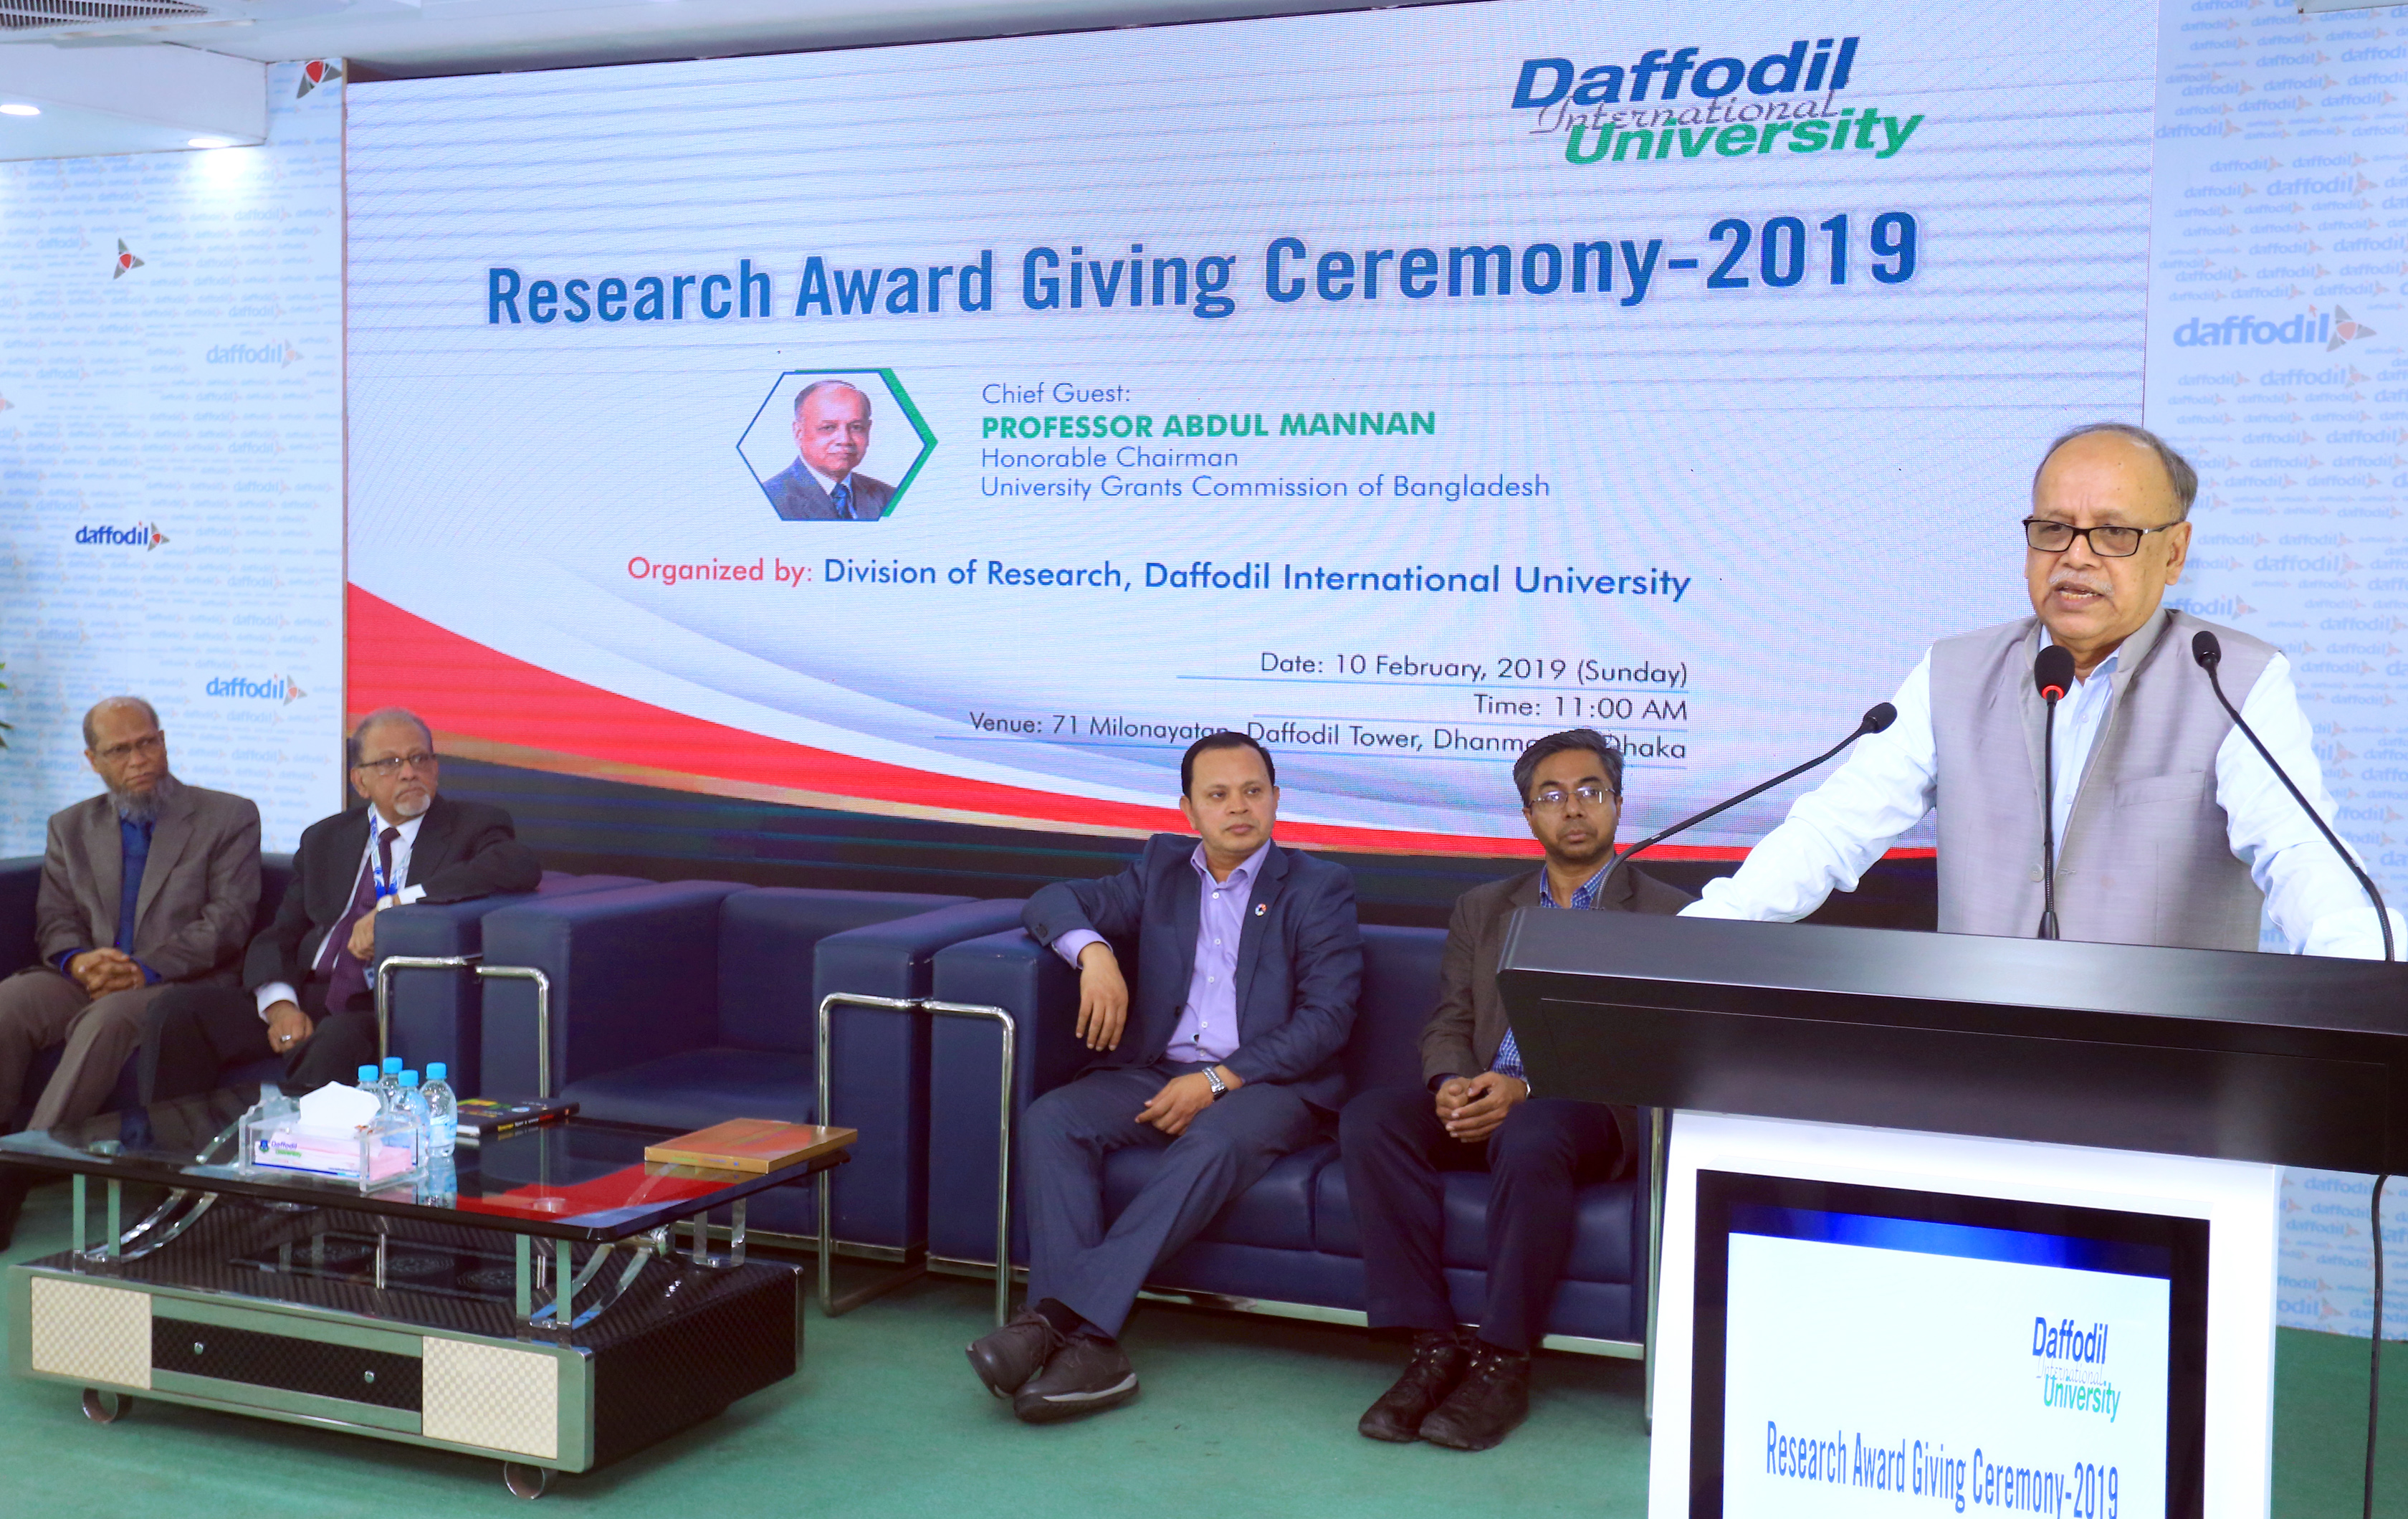 Daffodil
International
University
Research Award Giving Ceremony-2019
Chief Guest:
PROFESSOR ABDUL MANNAN
Honorable Chairman
University Grants Commission of Bangladesh
Organized by: Division of Research, Daffodil International University
Date: 10 February, 2019 (Sunday)
Time: 11:00 AM
Venue: 71 Milonayatan, Daffodil Tower, Dhaka
daffodil
daffodil
daffodil
daffodil
Daffodil
University
Daffodil
International
University
Research Award Giving Ceremony-2019